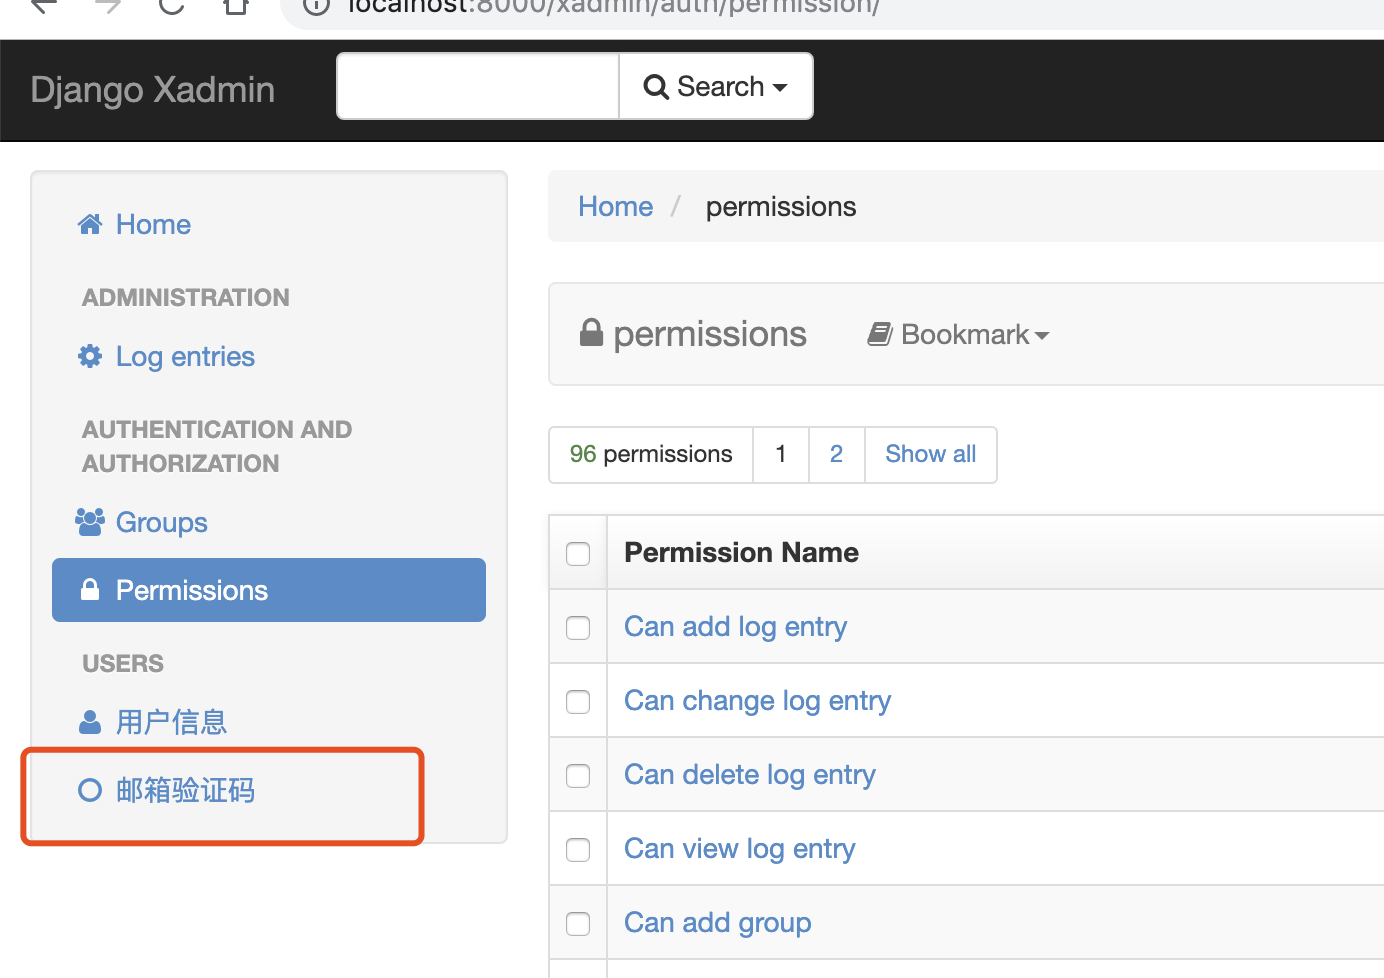 localhost:8000/xadmin/auth/permission/
Django Xadmin
Search
Home
ADMINISTRATION
Log entries
AUTHENTICATION AND
AUTHORIZATION
Groups
Permissions
USERS
用户信息
邮箱验证码
Home / permissions
permissions Bookmark
96 permissions 1 2 Show all
Permission Name
Can add log entry
Can change log entry
Can delete log entry
Can view log entry
Can add group